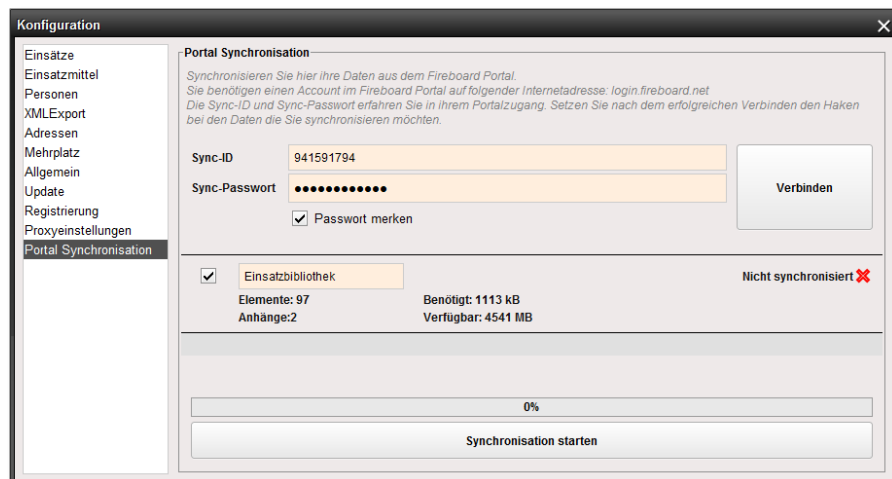 Konfiguration
Einsätze
Einsatzmittel
Personen
XMLExport
Adressen
Mehrplatz
Allgemein
Update
Registrierung
Proxyeinstellungen
Portal Synchronisation
Portal Synchronisation
Synchronisieren Sie hier ihre Daten aus dem Fireboard Portal.
Sie benötigen einen Account im Fireboard Portal auf folgender Internetadresse: login.fireboard.net
Die Sync-ID und Sync-Passwort erfahren Sie in ihrem Portalzugang. Setzen Sie nach dem erfolgreichen Verbinden den Haken
bei den Daten die Sie synchronisieren möchten.
Sync-ID 941591794
Sync-Passwort ●●●●●●●●●●●●
Verbinden
Passwort merken
Einsatzbibliothek Nicht synchronisiert
Elemente: 97 Benötigt: 1113 kB
Anhänge:2 Verfügbar: 4541 MB
0%
Synchronisation starten